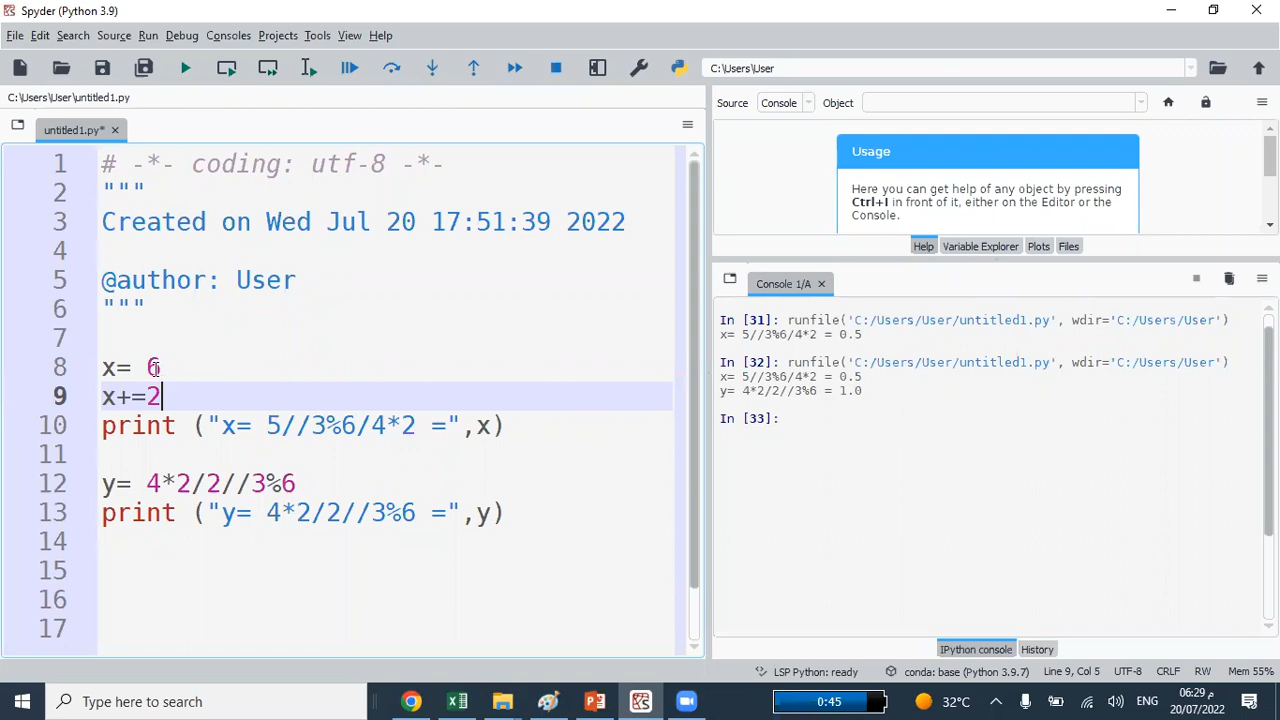 Spyder (Python 3.9)
File Edit Search Source Run Debug Consoles Projects Tools View Help
C:\Users\User
C:\Users\User\untitled1.py
untitled1.py*
1 # -*- coding: utf-8 -*-
2 """
3 Created on Wed Jul 20 17:51:39 2022
4
5 @author: User
6 """
7
8 x= 6
9 x+=2
10 print ("x= 5//3%6/4*2 =",x)
11
12 y= 4*2/2//3%6
13 print ("y= 4*2/2//3%6 =",y)
14
15
16
17
Source Console Object
Usage
Here you can get help of any object by pressing
Ctrl+I in front of it, either on the Editor or the
Console.
Help Variable Explorer Plots Files
Console 1/A
In [31]: runfile('C:/Users/User/untitled1.py', wdir='C:/Users/User')
x= 5//3%6/4*2 = 0.5
In [32]: runfile('C:/Users/User/untitled1.py', wdir='C:/Users/User')
x= 5//3%6/4*2 = 0.5
y= 4*2/2//3%6 = 1.0
In [33]:
IPython console History
LSP Python: ready conda: base (Python 3.9.7) Line 9, Col 5 UTF-8 CRLF RW Mem 55%
Type here to search
0:45
32°C
ENG
06:29 م
20/07/2022